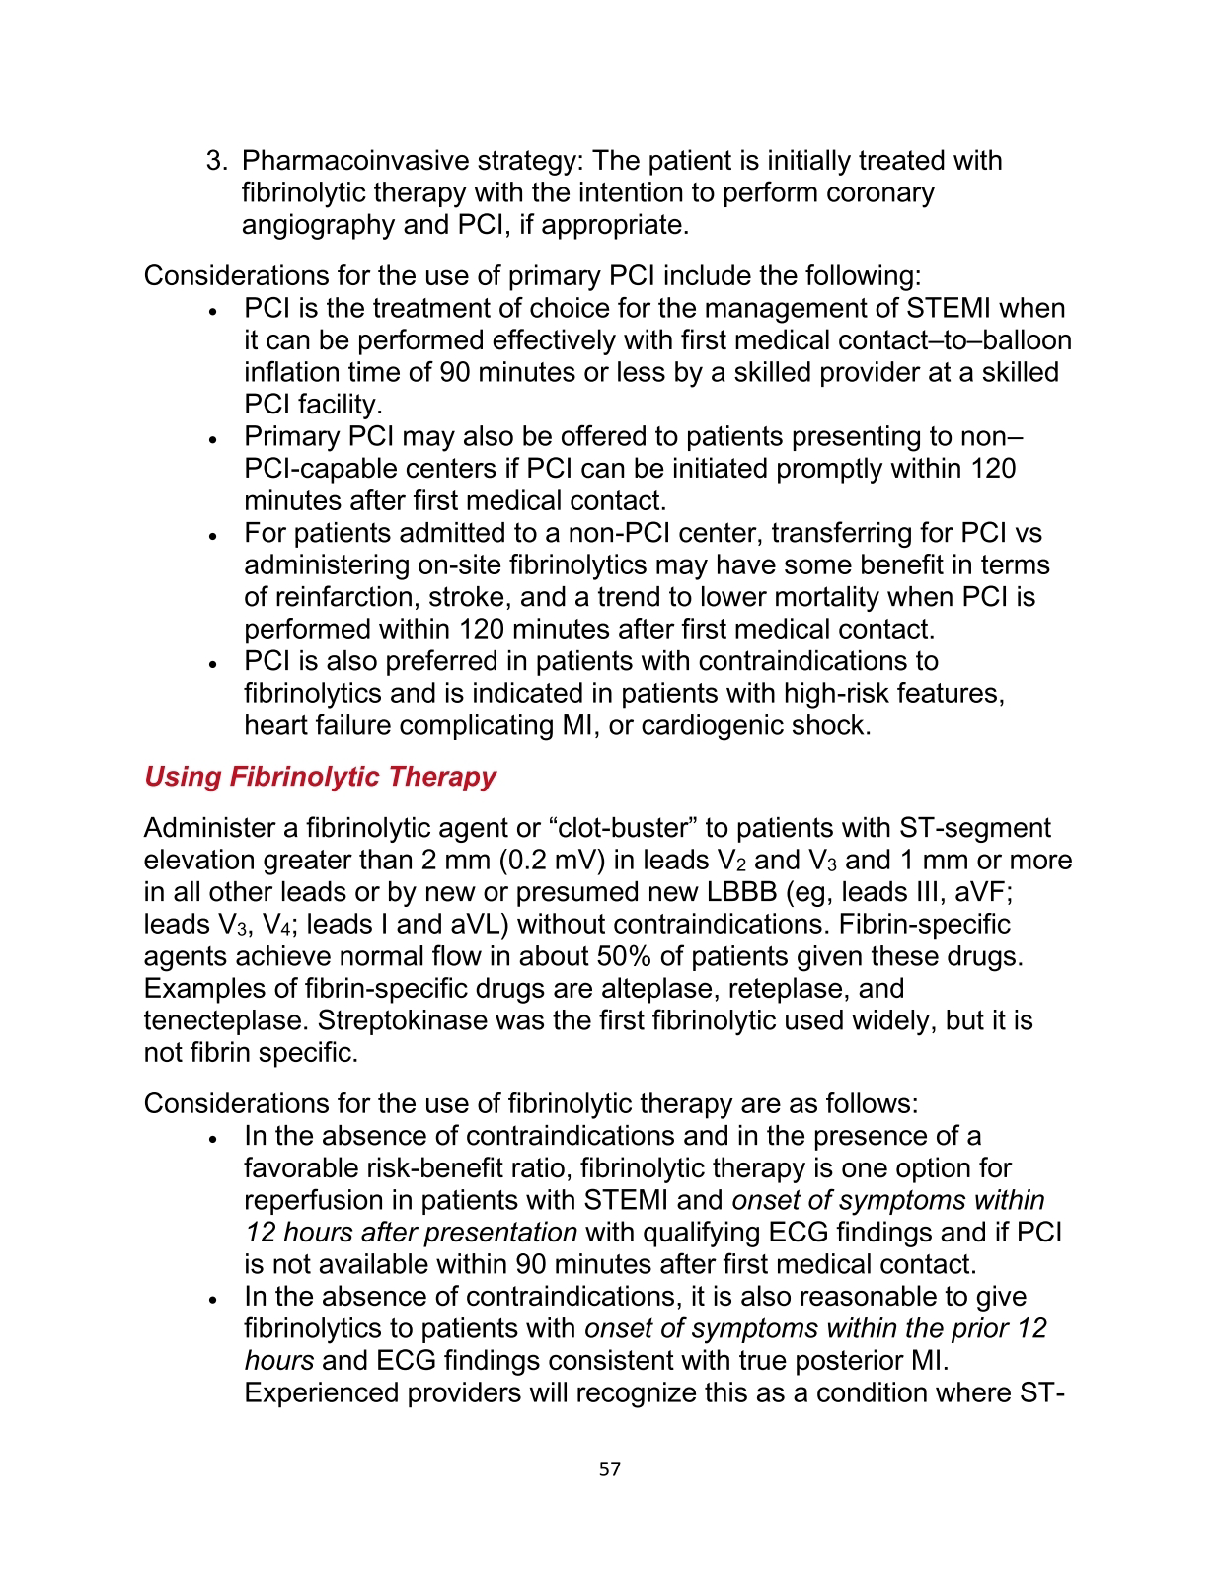 3. Pharmacoinvasive strategy: The patient is initially treated with
fibrinolytic therapy with the intention to perform coronary
angiography and PCI, if appropriate.
Considerations for the use of primary PCI include the following:
• PCI is the treatment of choice for the management of STEMI when
it can be performed effectively with first medical contact–to–balloon
inflation time of 90 minutes or less by a skilled provider at a skilled
PCI facility.
• Primary PCI may also be offered to patients presenting to non–
PCI-capable centers if PCI can be initiated promptly within 120
minutes after first medical contact.
• For patients admitted to a non-PCI center, transferring for PCI vs
administering on-site fibrinolytics may have some benefit in terms
of reinfarction, stroke, and a trend to lower mortality when PCI is
performed within 120 minutes after first medical contact.
• PCI is also preferred in patients with contraindications to
fibrinolytics and is indicated in patients with high-risk features,
heart failure complicating MI, or cardiogenic shock.
Using Fibrinolytic Therapy
Administer a fibrinolytic agent or “clot-buster” to patients with ST-segment
elevation greater than 2 mm (0.2 mV) in leads V2 and V3 and 1 mm or more
in all other leads or by new or presumed new LBBB (eg, leads III, aVF;
leads V3, V4; leads I and aVL) without contraindications. Fibrin-specific
agents achieve normal flow in about 50% of patients given these drugs.
Examples of fibrin-specific drugs are alteplase, reteplase, and
tenecteplase. Streptokinase was the first fibrinolytic used widely, but it is
not fibrin specific.
Considerations for the use of fibrinolytic therapy are as follows:
• In the absence of contraindications and in the presence of a
favorable risk-benefit ratio, fibrinolytic therapy is one option for
reperfusion in patients with STEMI and onset of symptoms within
12 hours after presentation with qualifying ECG findings and if PCI
is not available within 90 minutes after first medical contact.
• In the absence of contraindications, it is also reasonable to give
fibrinolytics to patients with onset of symptoms within the prior 12
hours and ECG findings consistent with true posterior MI.
Experienced providers will recognize this as a condition where ST-
57